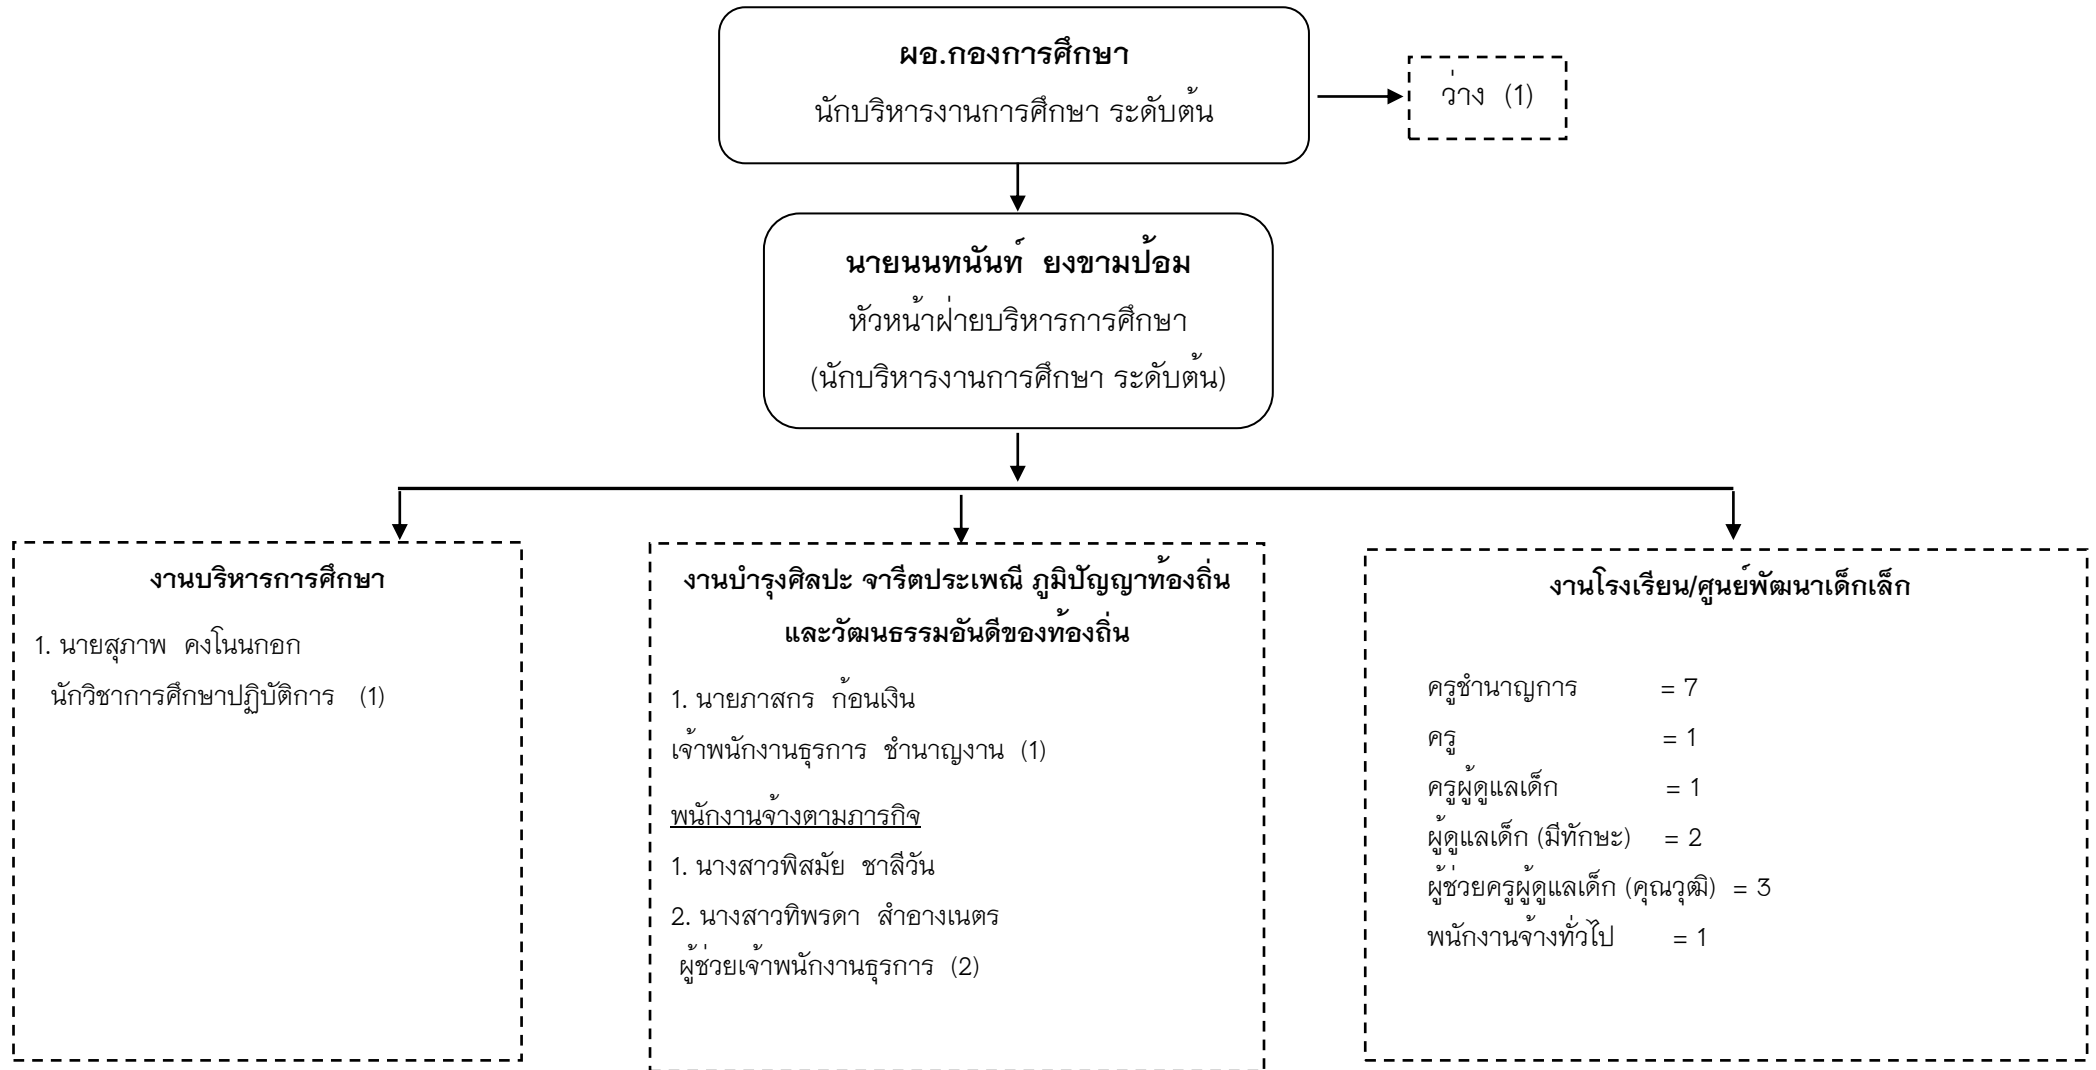 ผอ.กองการศึกษา
นักบริหารงานการศึกษา ระดับต้น
ว่าง (1)
นายนนทนันท์ ยงขามป้อม
หัวหน้าฝ่ายบริหารการศึกษา
(นักบริหารงานการศึกษา ระดับต้น)
งานบริหารการศึกษา
1. นายสุภาพ คงโนนกอก
นักวิชาการศึกษาปฏิบัติการ (1)
งานบำรุงศิลปะ จารีตประเพณี ภูมิปัญญาท้องถิ่น
และวัฒนธรรมอันดีของท้องถิ่น
1. นายภาสกร ก้อนเงิน
เจ้าพนักงานธุรการ ชำนาญงาน (1)
พนักงานจ้างตามภารกิจ
1. นางสาวพิสมัย ชาลีวัน
2. นางสาวทิพรดา สำอางเนตร
ผู้ช่วยเจ้าพนักงานธุรการ (2)
งานโรงเรียน/ศูนย์พัฒนาเด็กเล็ก
ครูชำนาญการ = 7
ครู = 1
ครูผู้ดูแลเด็ก = 1
ผู้ดูแลเด็ก (มีทักษะ) = 2
ผู้ช่วยครูผู้ดูแลเด็ก (คุณวุฒิ) = 3
พนักงานจ้างทั่วไป = 1